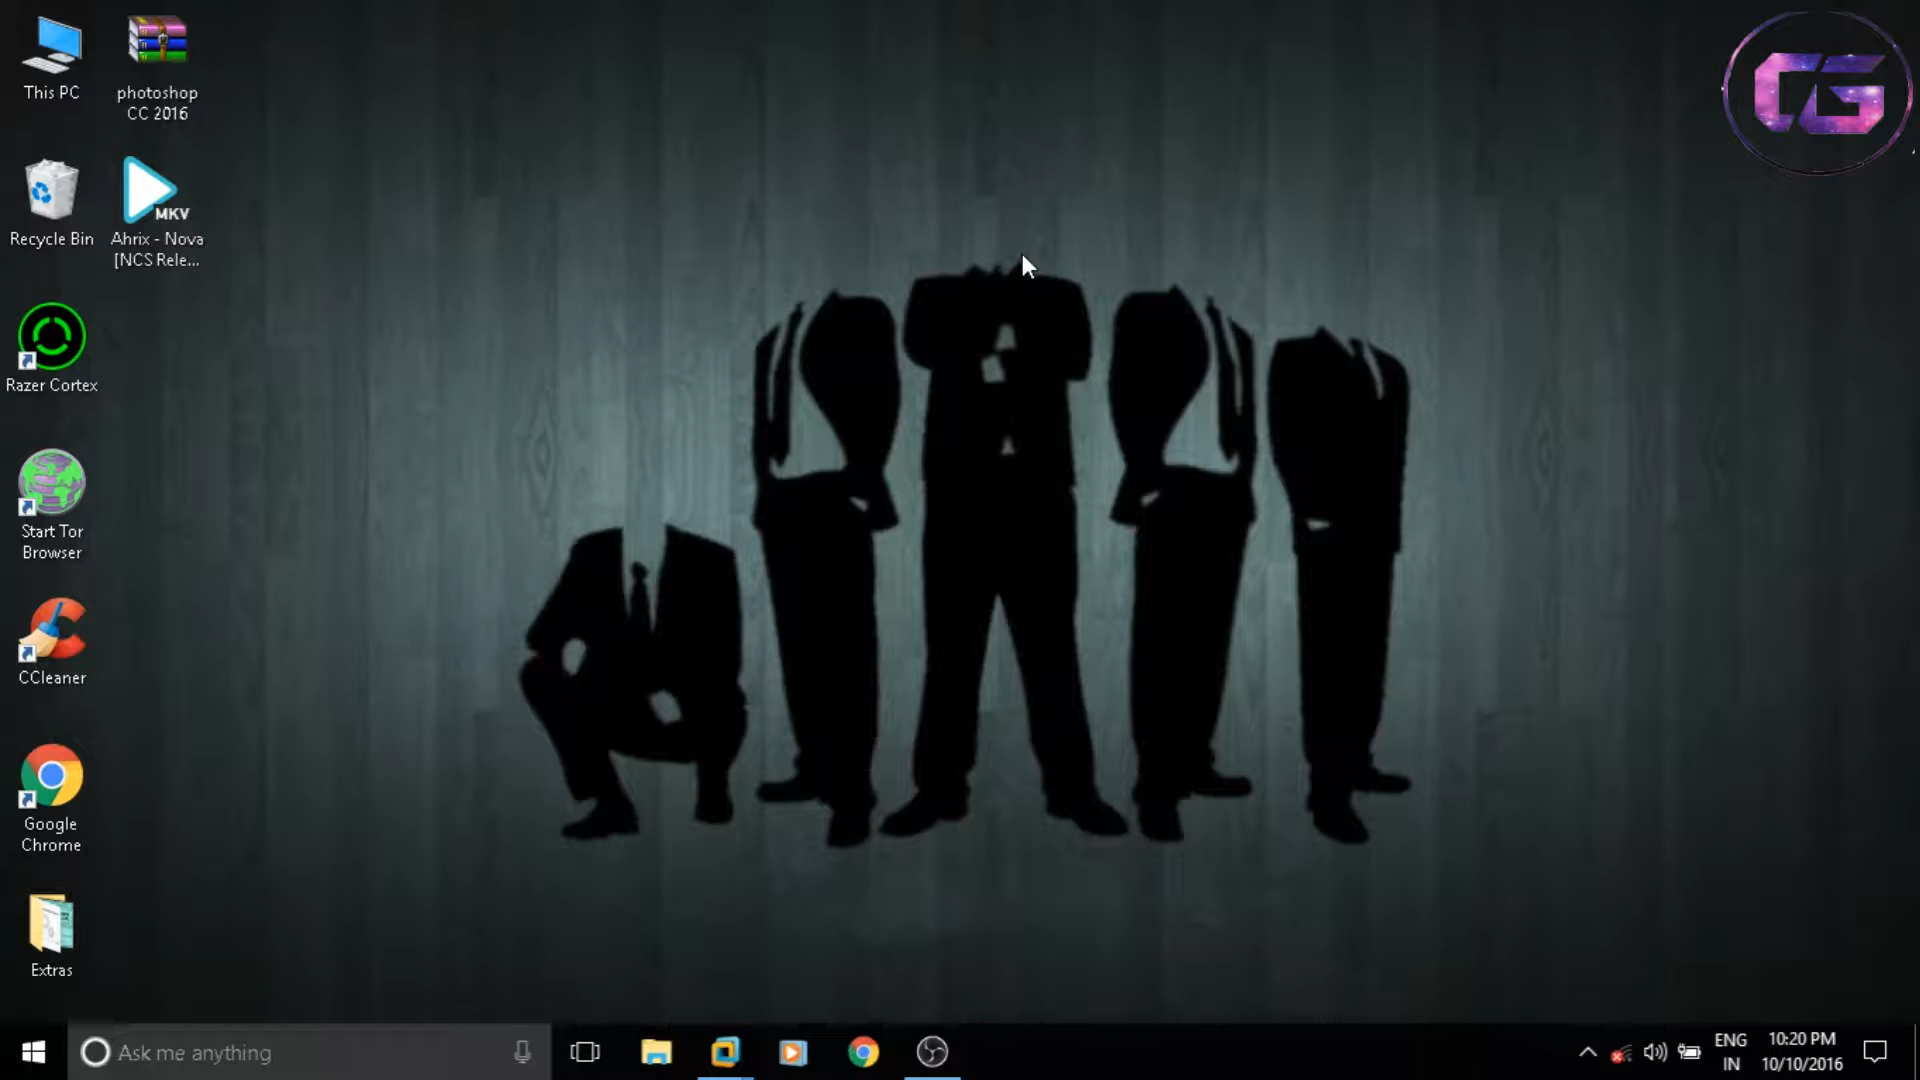 This PC
photoshop
CC 2016
Recycle Bin
MKV
Ahrix - Nova
[NCS Rele...
Razer Cortex
Start Tor
Browser
CCleaner
Google
Chrome
Extras
CG
Ask me anything
ENG
IN
10:20 PM
10/10/2016